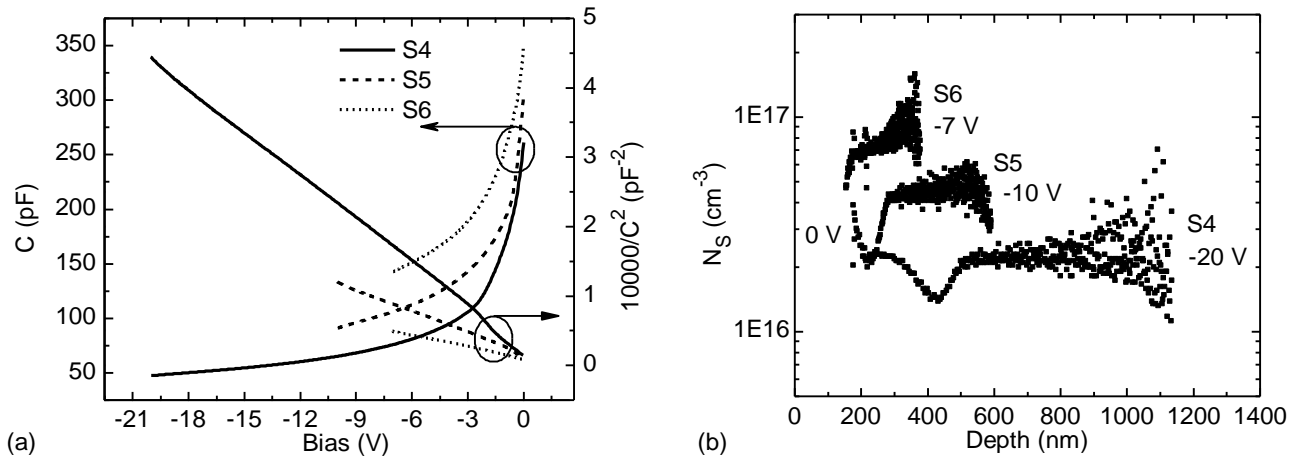 350
300
250
200
150
100
50
C (pF)
-21 -18 -15 -12 -9 -6 -3 0
Bias (V)
5
4
3
2
1
0
10000/C² (pF⁻²)
S4
S5
S6
(a)
1E17
1E16
N_S (cm⁻³)
S6
-7 V
S5
-10 V
S4
-20 V
0 V
0 200 400 600 800 1000 1200 1400
Depth (nm)
(b)